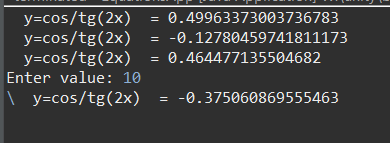 y=cos/tg(2x)  = 0.49963373003736783
y=cos/tg(2x)  = -0.12780459741811173
y=cos/tg(2x)  = 0.464477135504682
Enter value: 10
\  y=cos/tg(2x)  = -0.375060869555463